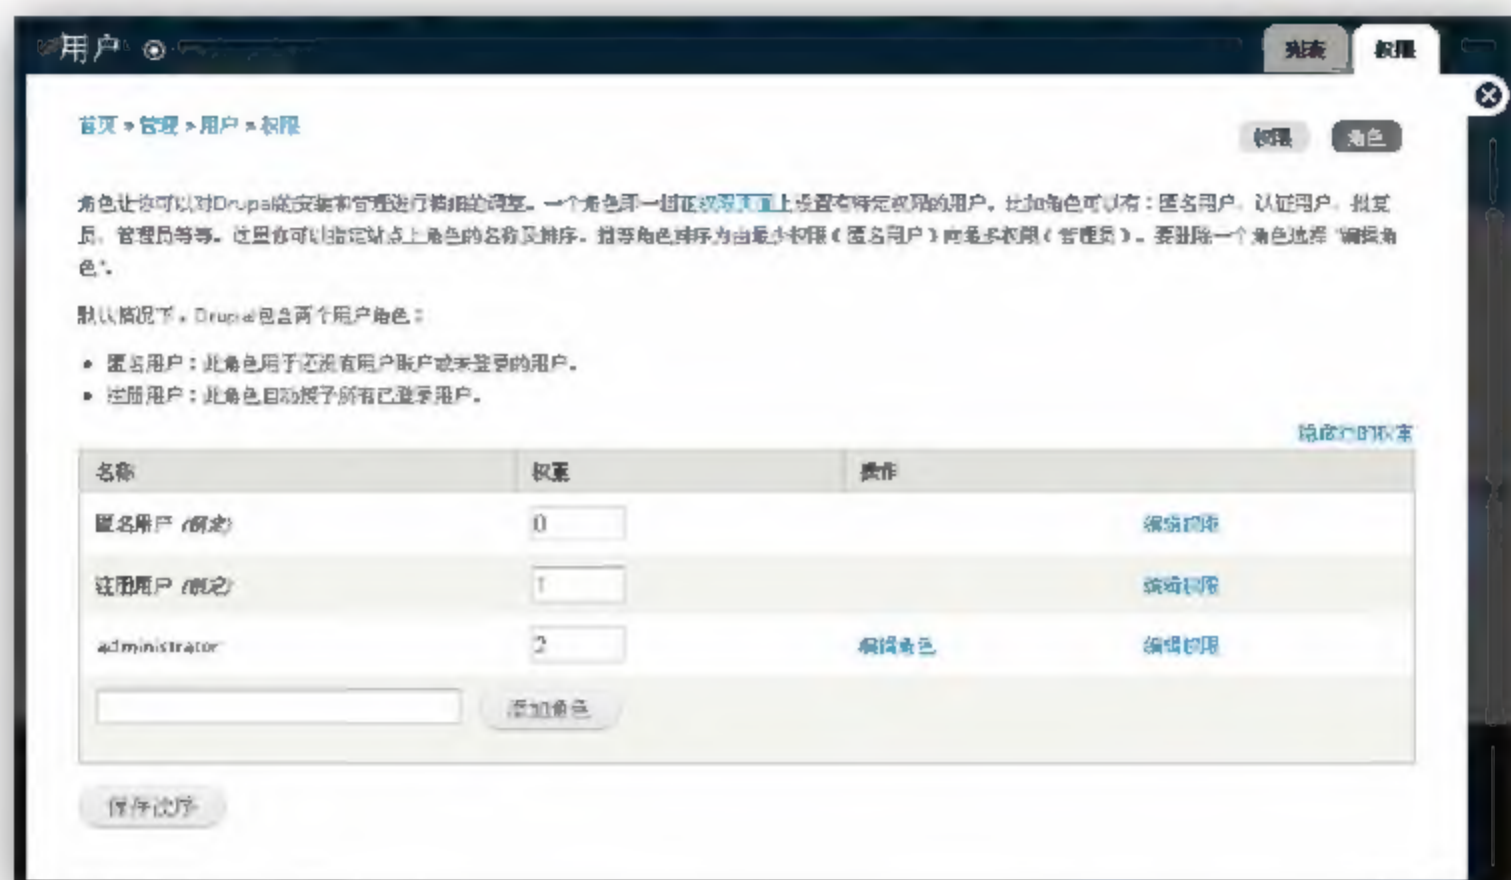 用户
列表 权限
首页 » 管理 » 用户 » 权限
权限 角色
角色让你可以对Drupal的安装和管理进行精细的调整。一个角色即一组在权限页面上设置有特定权限的用户。比如角色可以有：匿名用户、认证用户、批复
员、管理员等等。这里你可以指定站点上角色的名称及排序。推荐角色排序为由最少权限（匿名用户）向最多权限（管理员）。要删除一个角色选择“编辑角
色”。
默认情况下，Drupal包含两个用户角色：
匿名用户：此角色用于还没有用户账户或未登录的用户。
注册用户：此角色自动授予所有已登录用户。
隐藏行的权重
名称 权重 操作
匿名用户 (锁定) 0 编辑权限
注册用户 (锁定) 1 编辑权限
administrator 2 编辑角色 编辑权限
添加角色
保存次序